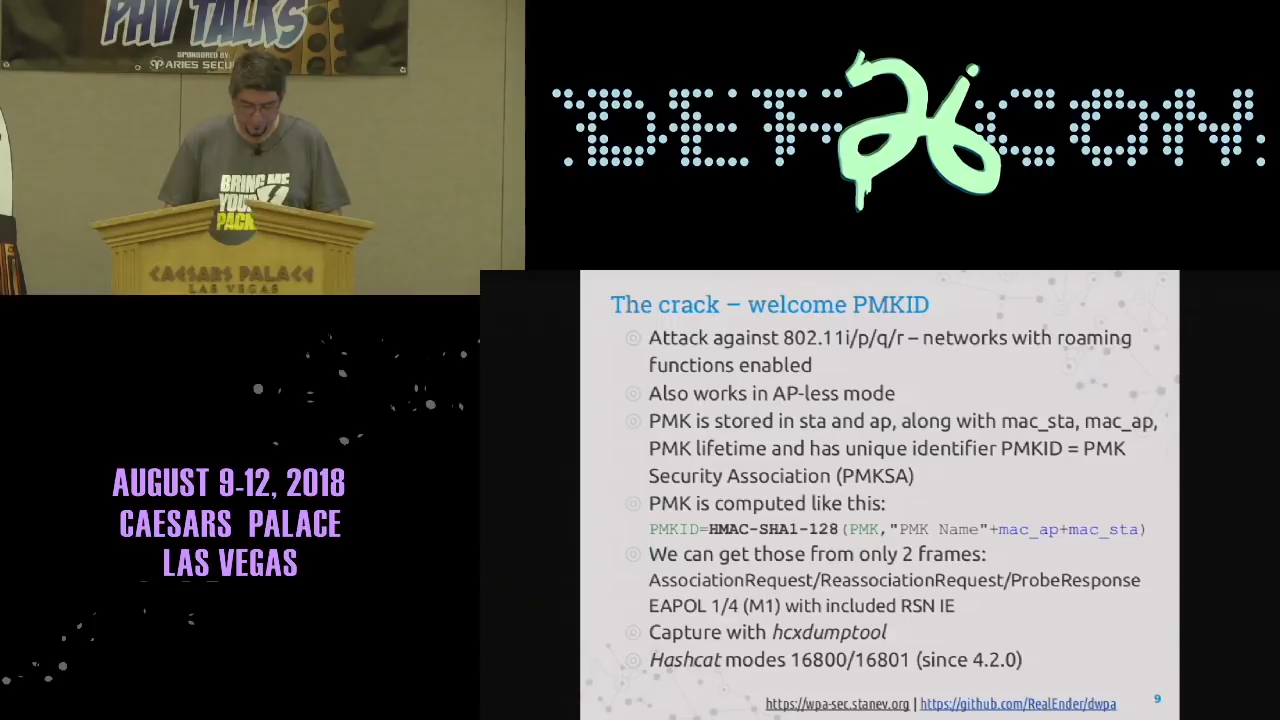 PHV TALKS
SPONSORED BY
ARIES SECU
BRING ME
YOUR
PACK
CAESARS PALACE
LAS VEGAS
DEF 26 CON
AUGUST 9-12, 2018
CAESARS PALACE
LAS VEGAS
The crack – welcome PMKID
Attack against 802.11i/p/q/r – networks with roaming
functions enabled
Also works in AP-less mode
PMK is stored in sta and ap, along with mac_sta, mac_ap,
PMK lifetime and has unique identifier PMKID = PMK
Security Association (PMKSA)
PMK is computed like this:
PMKID=HMAC-SHA1-128(PMK,"PMK Name"+mac_ap+mac_sta)
We can get those from only 2 frames:
AssociationRequest/ReassociationRequest/ProbeResponse
EAPOL 1/4 (M1) with included RSN IE
Capture with hcxdumptool
Hashcat modes 16800/16801 (since 4.2.0)
https://wpa-sec.stanev.org | https://github.com/RealEnder/dwpa
9